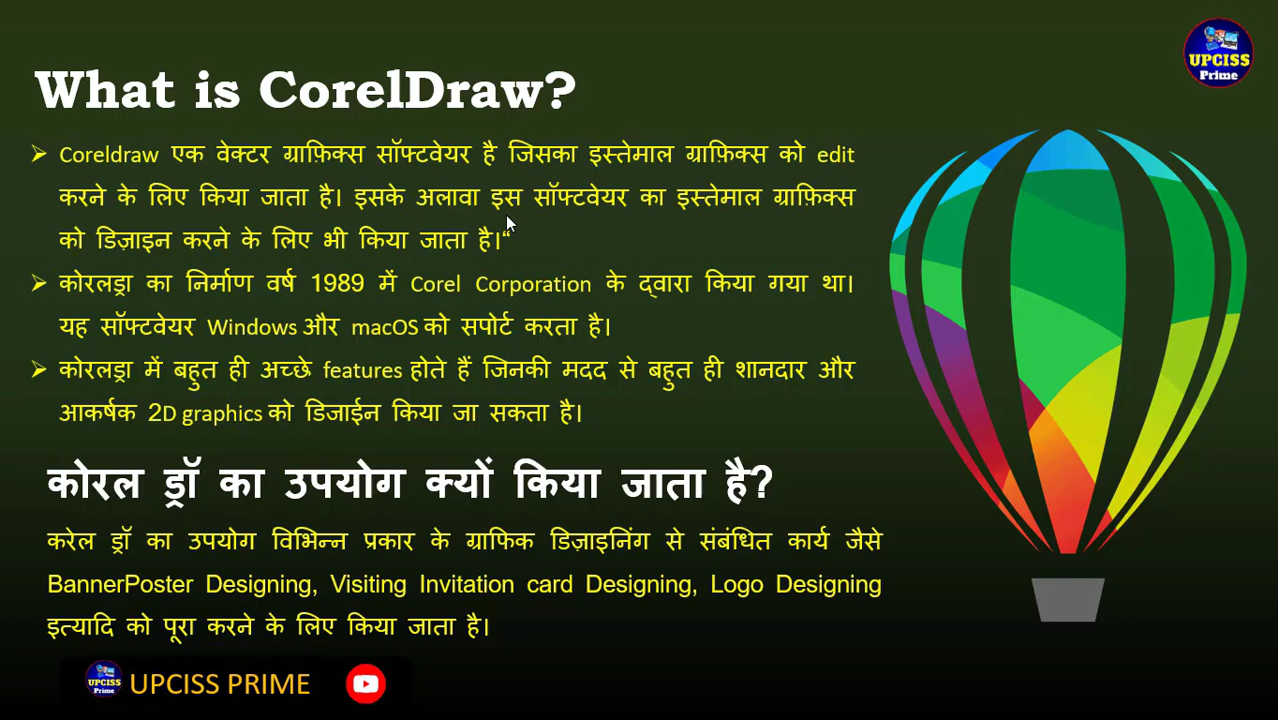 UPCISS
Prime
What is CorelDraw?
➢ Coreldraw एक वेक्टर ग्राफ़िक्स सॉफ्टवेयर है जिसका इस्तेमाल ग्राफ़िक्स को edit
करने के लिए किया जाता है। इसके अलावा इस सॉफ्टवेयर का इस्तेमाल ग्राफ़िक्स
को डिज़ाइन करने के लिए भी किया जाता है।“
➢ कोरलड्रा का निर्माण वर्ष 1989 में Corel Corporation के द्वारा किया गया था।
यह सॉफ्टवेयर Windows और macOS को सपोर्ट करता है।
➢ कोरलड्रा में बहुत ही अच्छे features होते हैं जिनकी मदद से बहुत ही शानदार और
आकर्षक 2D graphics को डिजाईन किया जा सकता है।
कोरल ड्रॉ का उपयोग क्यों किया जाता है?
करेल ड्रॉ का उपयोग विभिन्न प्रकार के ग्राफिक डिज़ाइनिंग से संबंधित कार्य जैसे
BannerPoster Designing, Visiting Invitation card Designing, Logo Designing
इत्यादि को पूरा करने के लिए किया जाता है।
UPCISS
Prime
UPCISS PRIME